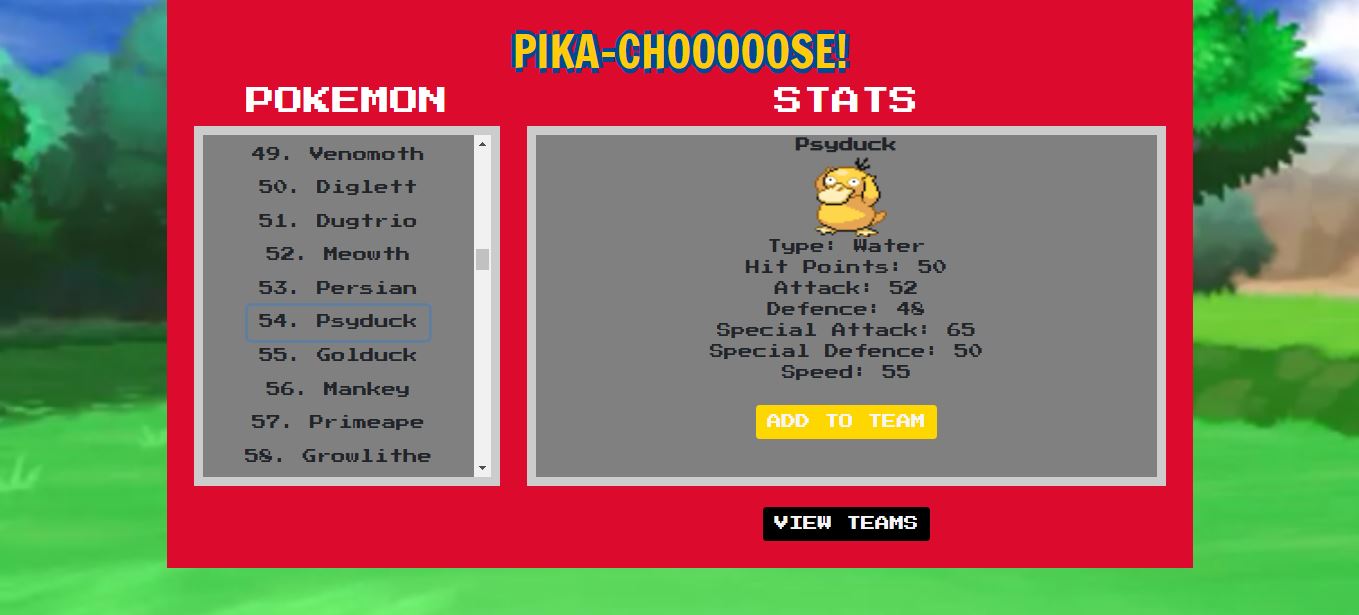 PIKA-CHOOOOOSE!
POKEMON
49. Venomoth
50. Diglett
51. Dugtrio
52. Meowth
53. Persian
54. Psyduck
55. Golduck
56. Mankey
57. Primeape
58. Growlithe
STATS
Psyduck
Type: Water
Hit Points: 50
Attack: 52
Defence: 48
Special Attack: 65
Special Defence: 50
Speed: 55
ADD TO TEAM
VIEW TEAMS